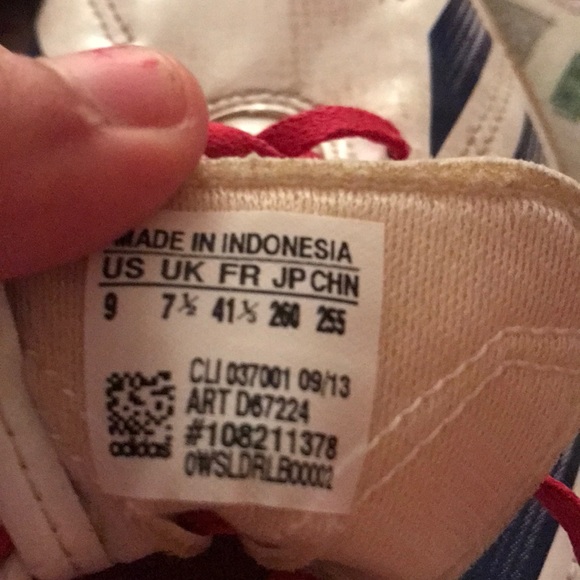 MADE IN INDONESIA
US UK FR JP CHN
9 7½ 41⅓ 260 255
CLI 037001 09/13
ART D67224
#108211378
0WSLDRLB00002
adidas